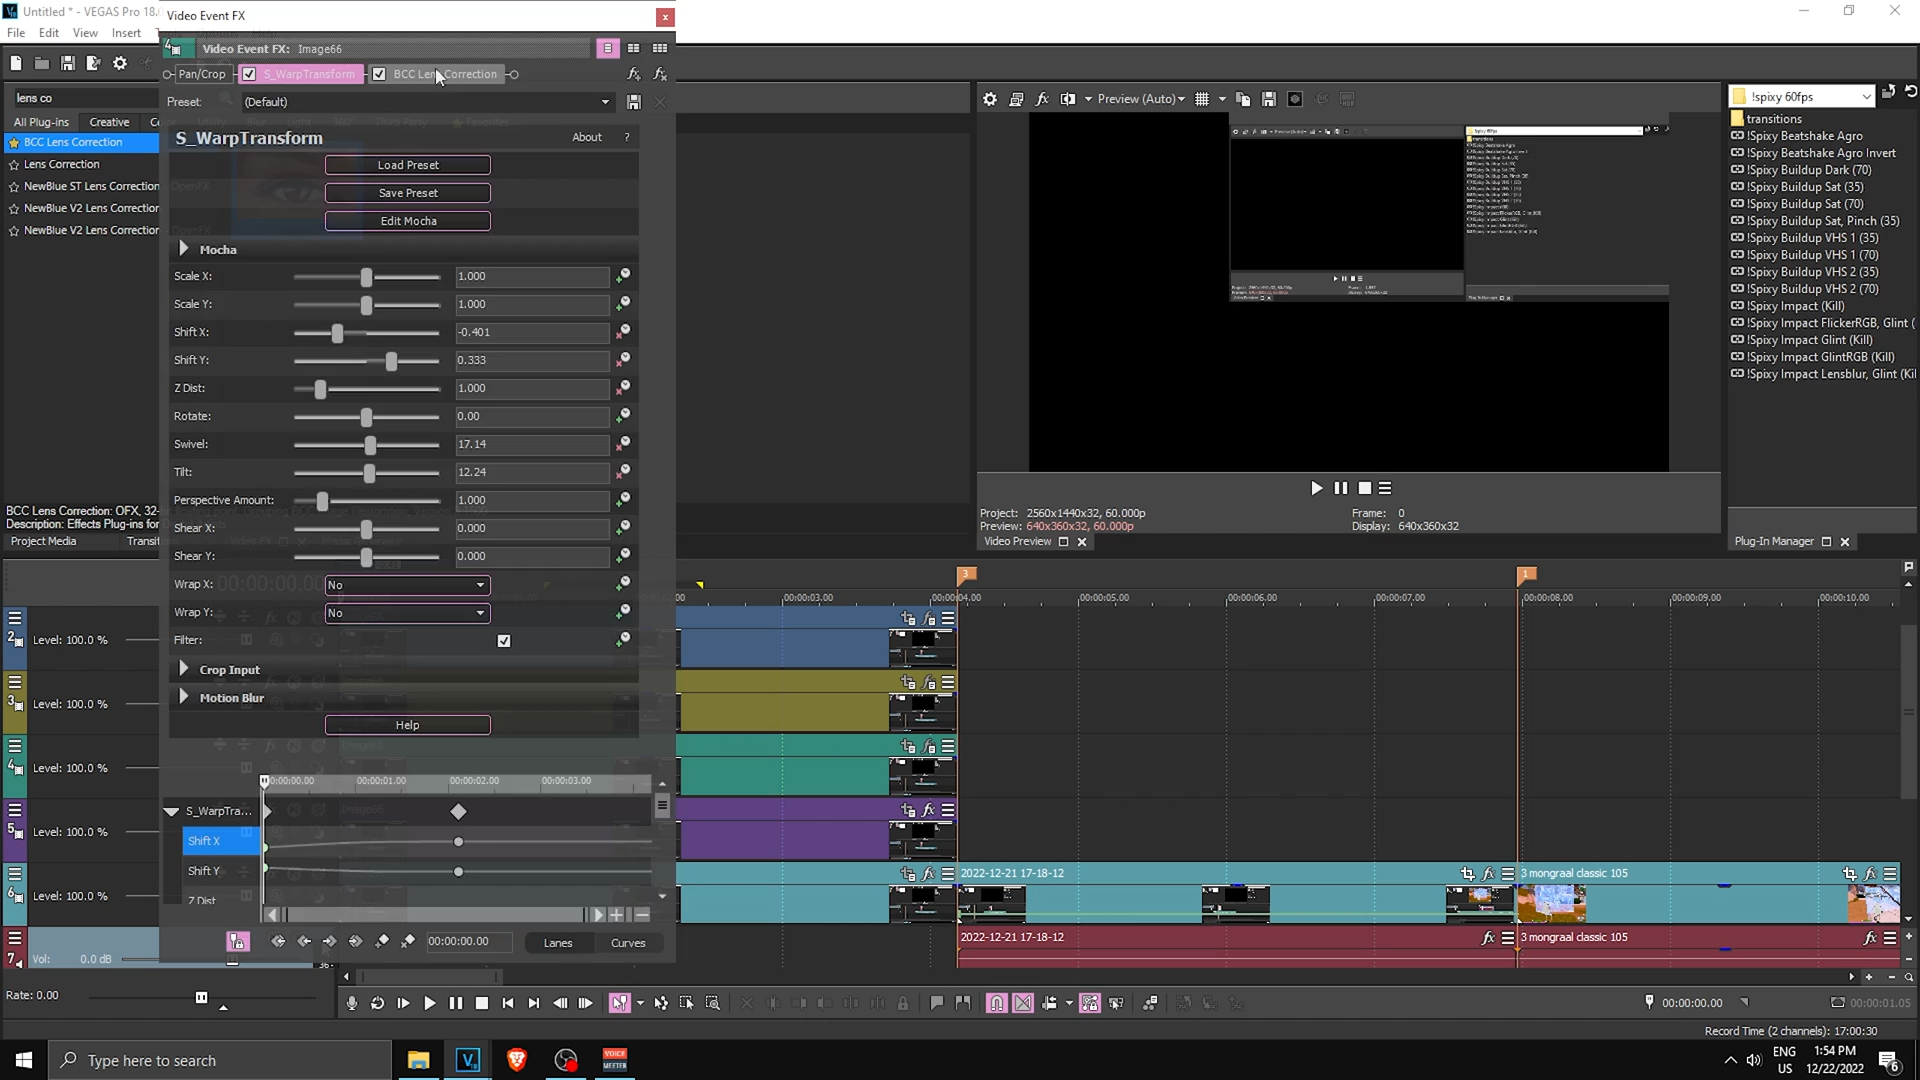 Untitled * - VEGAS Pro 18.
Video Event FX
File Edit View Insert
Video Event FX: Image66
Pan/Crop S_WarpTransform BCC Lens Correction
Preset: (Default)
lens co
All Plug-ins Creative
BCC Lens Correction
Lens Correction
NewBlue ST Lens Correction
NewBlue V2 Lens Correction
NewBlue V2 Lens Correction
S_WarpTransform About ?
Load Preset
Save Preset
Edit Mocha
Mocha
Scale X: 1.000
Scale Y: 1.000
Shift X: -0.401
Shift Y: 0.333
Z Dist: 1.000
Rotate: 0.00
Swivel: 17.14
Tilt: 12.24
Perspective Amount: 1.000
Shear X: 0.000
Shear Y: 0.000
Wrap X: No
Wrap Y: No
Filter:
Crop Input
Motion Blur
Help
BCC Lens Correction: OFX, 32-
Description: Effects Plug-ins for
Project Media Transiti
Preview (Auto)
Project: 2560x1440x32, 60.000p
Preview: 640x360x32, 60.000p
Frame: 0
Display: 640x360x32
Video Preview
!spixy 60fps
transitions
!Spixy Beatshake Agro
!Spixy Beatshake Agro Invert
!Spixy Buildup Dark (70)
!Spixy Buildup Sat (35)
!Spixy Buildup Sat (70)
!Spixy Buildup Sat, Pinch (35)
!Spixy Buildup VHS 1 (35)
!Spixy Buildup VHS 1 (70)
!Spixy Buildup VHS 2 (35)
!Spixy Buildup VHS 2 (70)
!Spixy Impact (Kill)
!Spixy Impact FlickerRGB, Glint (
!Spixy Impact Glint (Kill)
!Spixy Impact GlintRGB (Kill)
!Spixy Impact Lensblur, Glint (Kil
Plug-In Manager
3 1
00:00:03.00 00:00:04.00 00:00:05.00 00:00:06.00 00:00:07.00 00:00:08.00 00:00:09.00 00:00:10.00
2 Level: 100.0 %
3 Level: 100.0 %
4 Level: 100.0 %
5 Level: 100.0 %
6 Level: 100.0 %
7 Vol: 0.0 dB
00:00:00.00 00:00:01.00 00:00:02.00 00:00:03.00
S_WarpTra...
Shift X
Shift Y
Z Dist
00:00:00.00 Lanes Curves
2022-12-21 17-18-12 3 mongraal classic 105
2022-12-21 17-18-12 3 mongraal classic 105
Rate: 0.00
00:00:00.00 00:00:01.05
Record Time (2 channels): 17:00:30
Type here to search
VOICE
MEETER
ENG
US
1:54 PM
12/22/2022
6